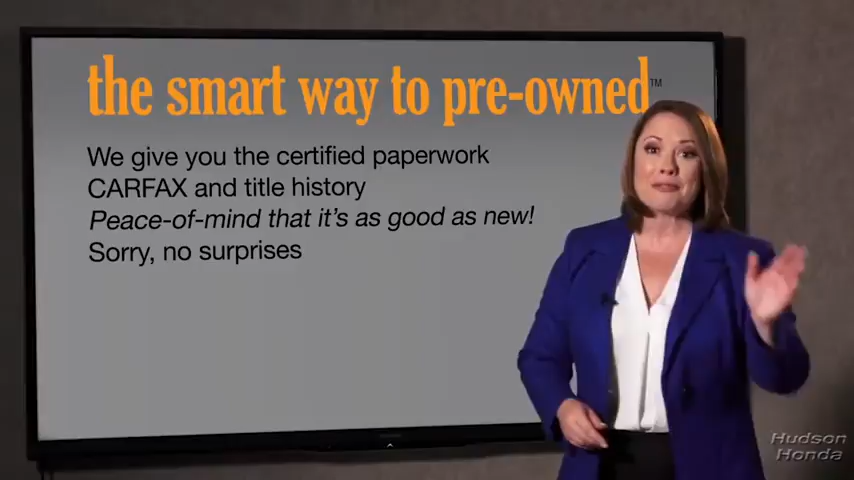 the smart way to pre-owned™
We give you the certified paperwork
CARFAX and title history
Peace-of-mind that it's as good as new!
Sorry, no surprises
Hudson
Honda